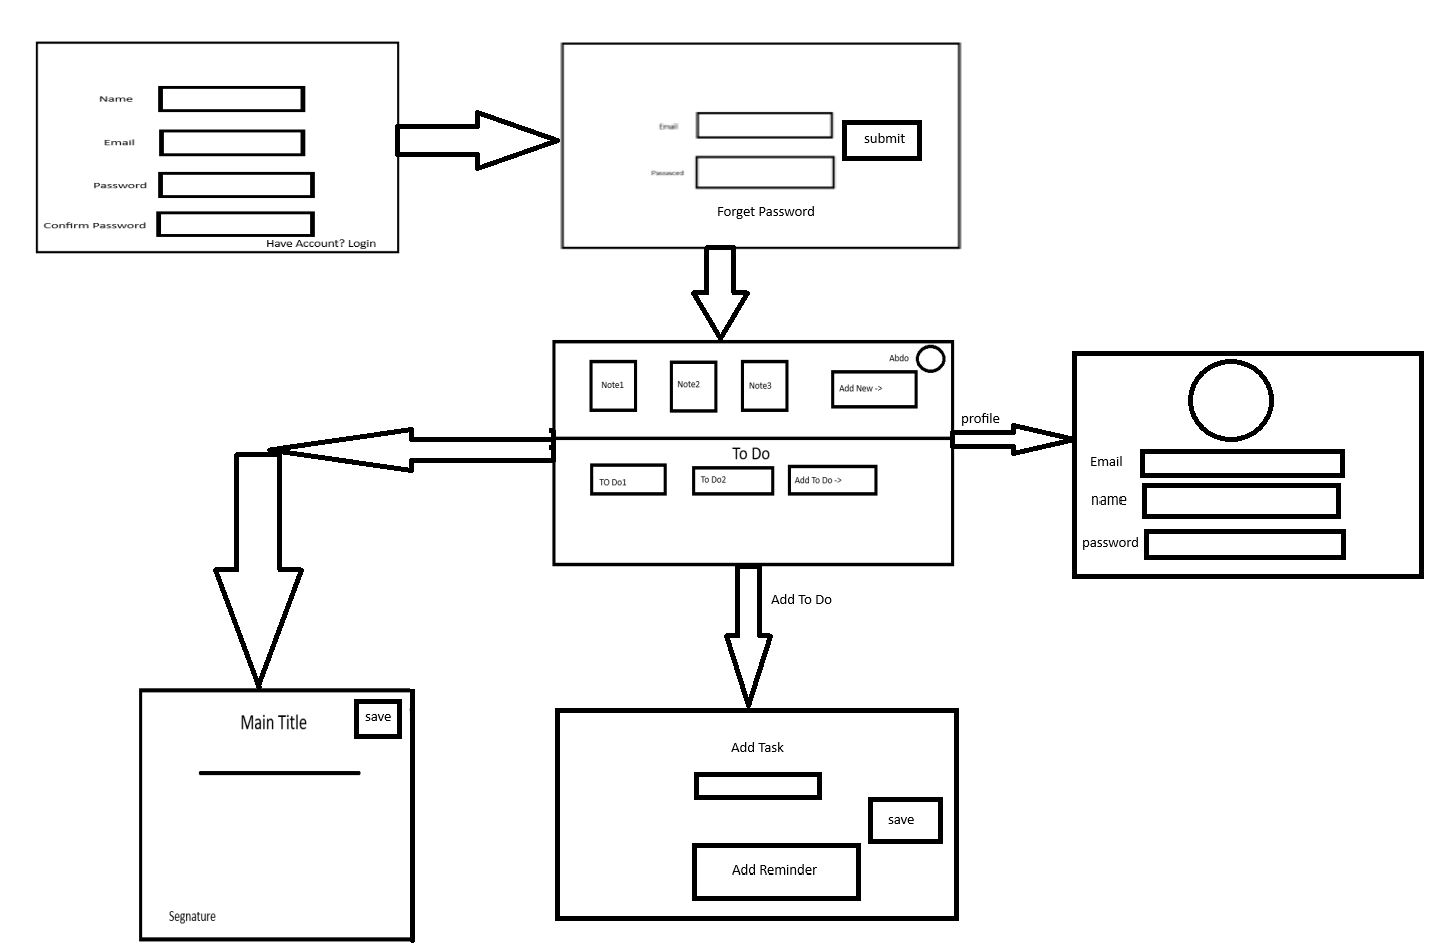 Name
Email
Password
Confirm Password
Have Account? Login
Email
Password
submit
Forget Password
Abdo
Note1
Note2
Note3
Add New ->
To Do
TO Do1
To Do2
Add To Do ->
profile
Email
name
password
Add To Do
Main Title
save
Segnature
Add Task
save
Add Reminder